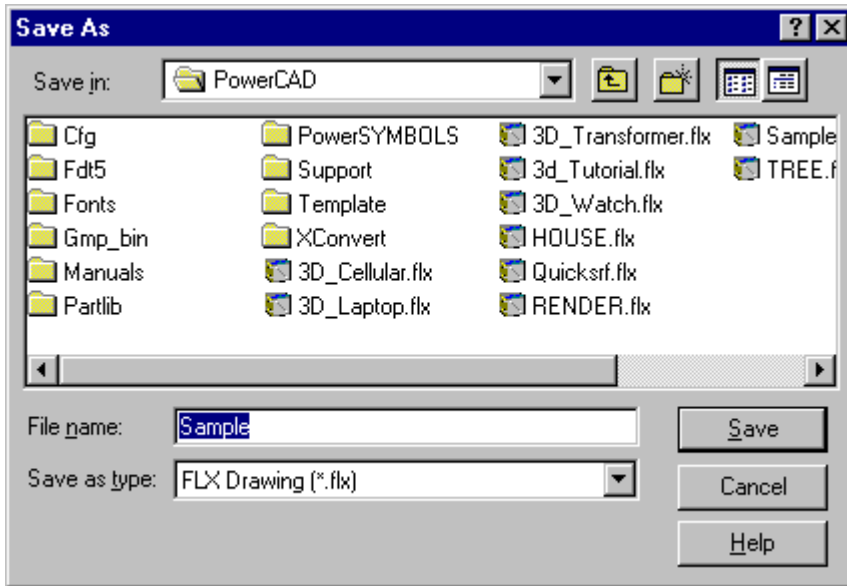 Save As
Save in: PowerCAD
Cfg PowerSYMBOLS 3D_Transformer.flx Sample
Fdt5 Support 3d_Tutorial.flx TREE.f
Fonts Template 3D_Watch.flx
Gmp_bin XConvert HOUSE.flx
Manuals 3D_Cellular.flx Quicksrf.flx
Partlib 3D_Laptop.flx RENDER.flx
File name: Sample Save
Save as type: FLX Drawing (*.flx) Cancel
Help